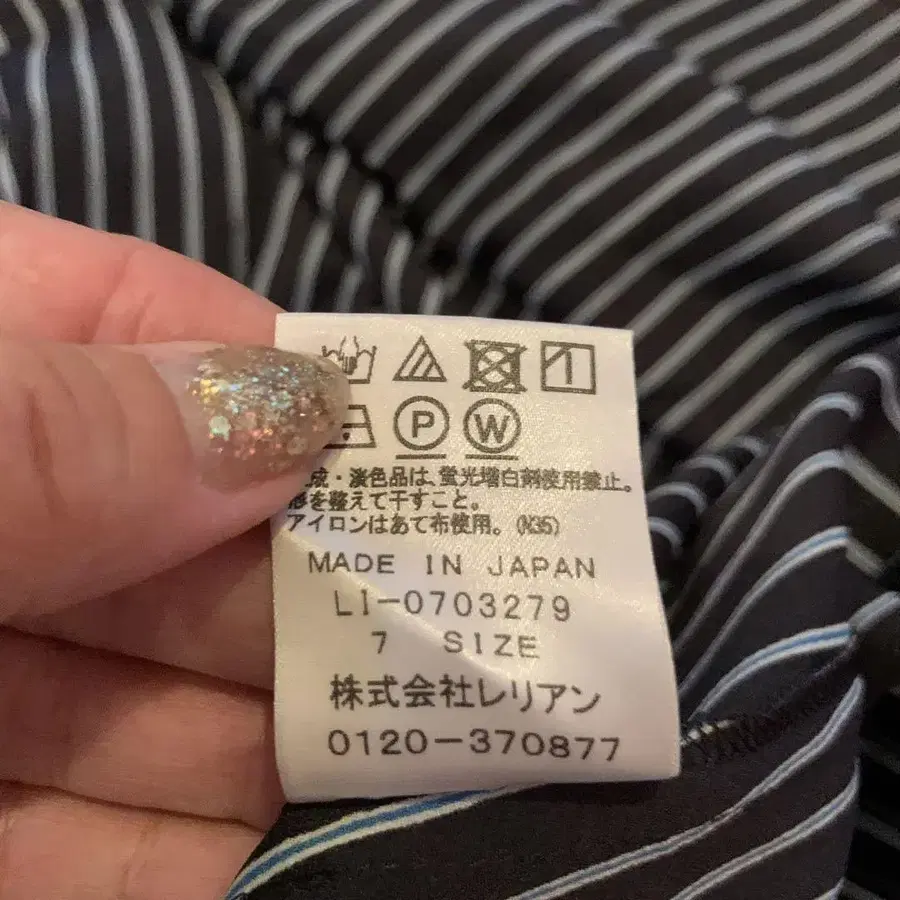 P W
成・淡色品は、蛍光増白剤使用禁止。
形を整えて干すこと。
アイロンはあて布使用。(N35)
MADE IN JAPAN
LI-0703279
7 SIZE
株式会社レリアン
0120-370877